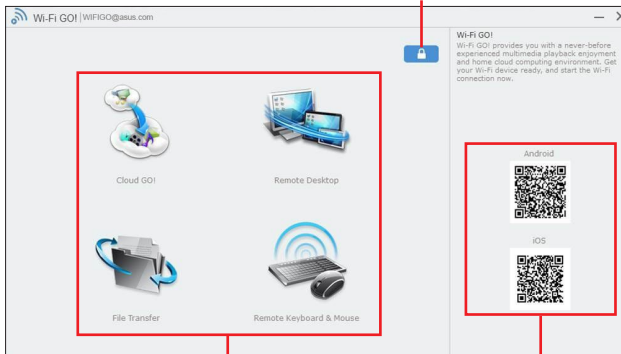 Wi-Fi GO! | WIFIGO@asus.com
Wi-Fi GO!
Wi-Fi GO! provides you with a never-before
experienced multimedia playback enjoyment
and home cloud computing environment. Get
your Wi-Fi device ready, and start the Wi-Fi
connection now.
Cloud GO!
Remote Desktop
Android
iOS
File Transfer
Remote Keyboard & Mouse